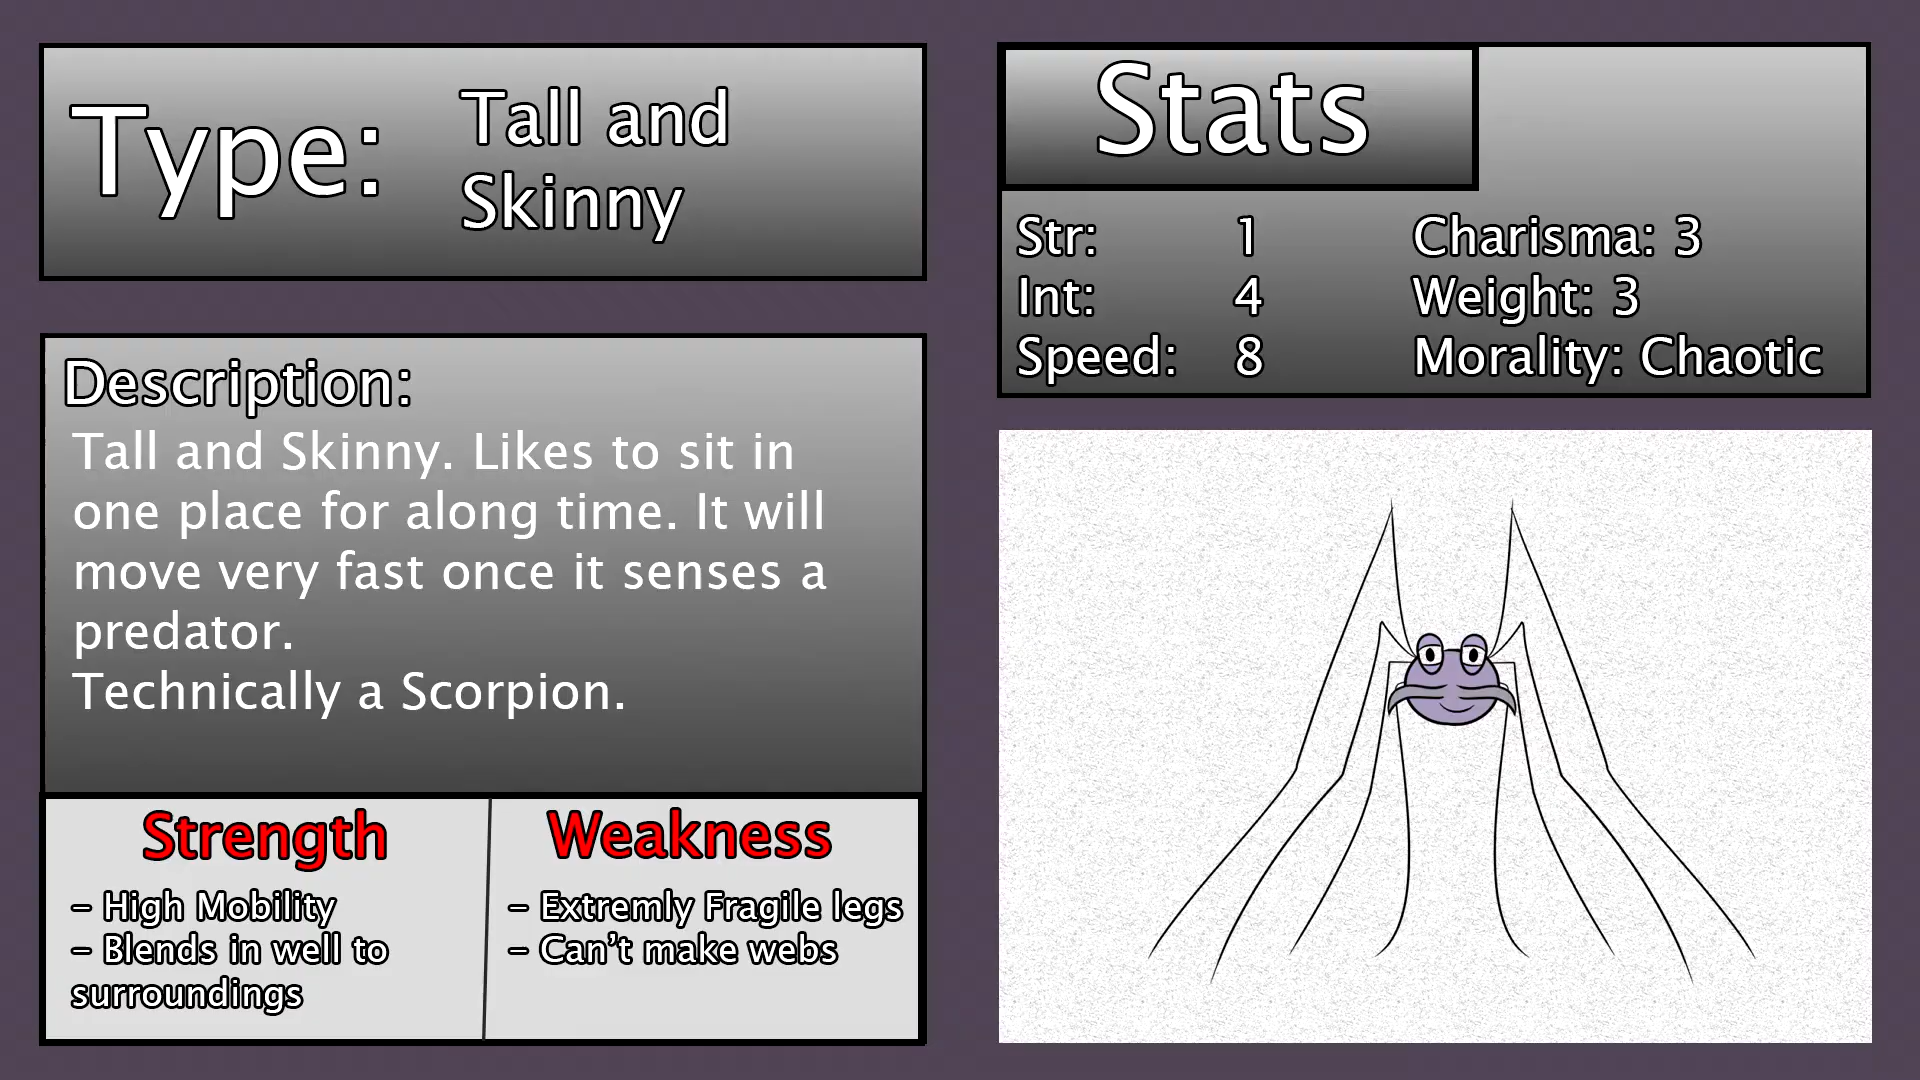 Type:
Tall and
Skinny
Description:
Tall and Skinny. Likes to sit in
one place for along time. It will
move very fast once it senses a
predator.
Technically a Scorpion.
Strength
- High Mobility
- Blends in well to
surroundings
Weakness
- Extremly Fragile legs
- Can't make webs
Stats
Str: 1
Int: 4
Speed: 8
Charisma: 3
Weight: 3
Morality: Chaotic